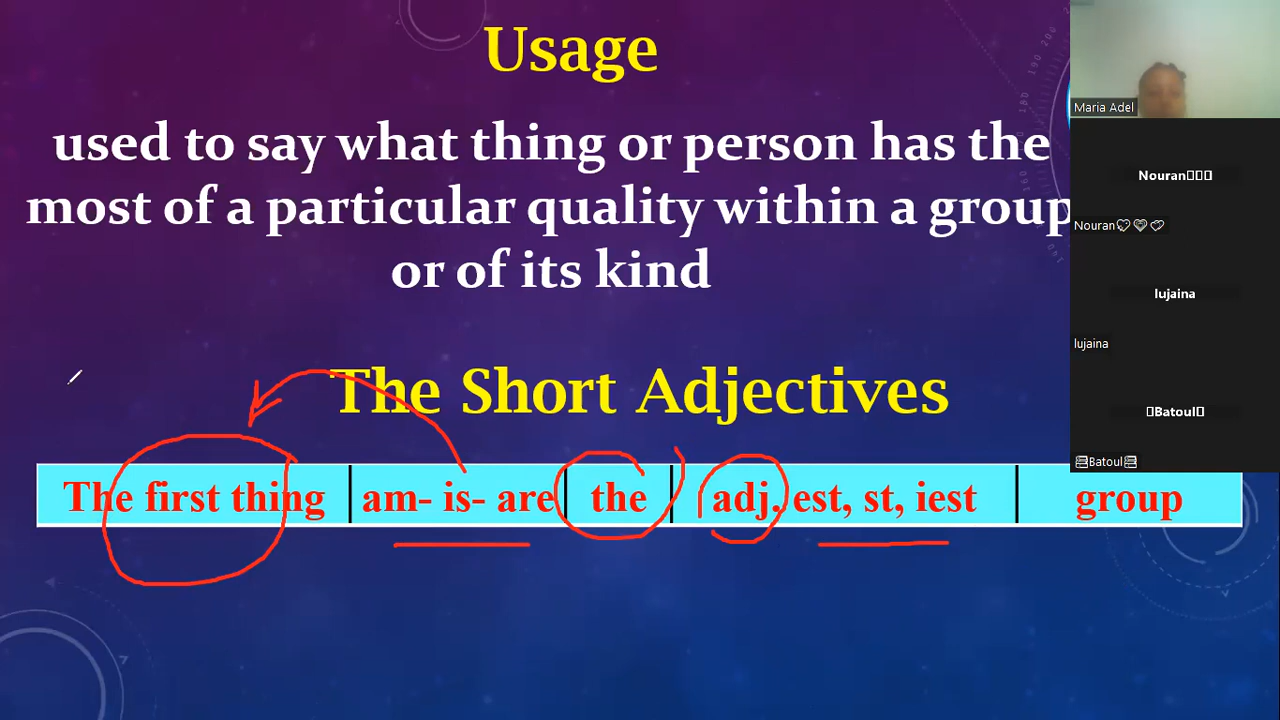 Usage
used to say what thing or person has the
most of a particular quality within a group
or of its kind
The Short Adjectives
The first thing am- is- are the adj. est, st, iest group
Maria Adel
Nouran
Nouran
lujaina
lujaina
Batoul
Batoul